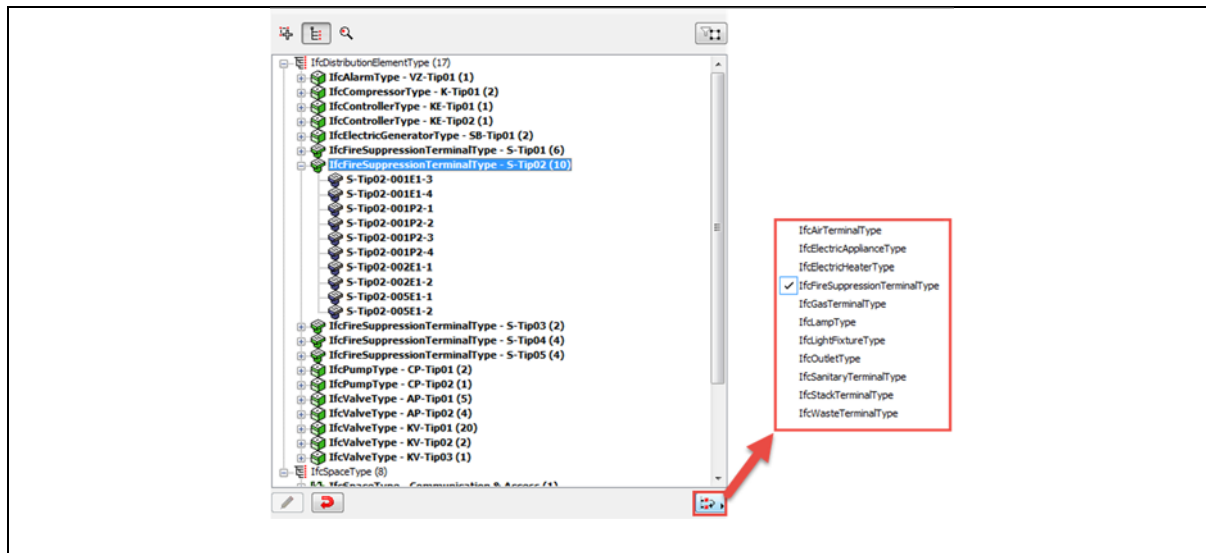 IfcDistributionElementType (17)
IfcAlarmType - VZ-Tip01 (1)
IfcCompressorType - K-Tip01 (2)
IfcControllerType - KE-Tip01 (1)
IfcControllerType - KE-Tip02 (1)
IfcElectricGeneratorType - SB-Tip01 (2)
IfcFireSuppressionTerminalType - S-Tip01 (6)
IfcFireSuppressionTerminalType - S-Tip02 (10)
S-Tip02-001E1-3
S-Tip02-001E1-4
S-Tip02-001P2-1
S-Tip02-001P2-2
S-Tip02-001P2-3
S-Tip02-001P2-4
S-Tip02-002E1-1
S-Tip02-002E1-2
S-Tip02-005E1-1
S-Tip02-005E1-2
IfcFireSuppressionTerminalType - S-Tip03 (2)
IfcFireSuppressionTerminalType - S-Tip04 (4)
IfcFireSuppressionTerminalType - S-Tip05 (4)
IfcPumpType - CP-Tip01 (2)
IfcPumpType - CP-Tip02 (1)
IfcValveType - AP-Tip01 (5)
IfcValveType - AP-Tip02 (4)
IfcValveType - KV-Tip01 (20)
IfcValveType - KV-Tip02 (2)
IfcValveType - KV-Tip03 (1)
IfcSpaceType (8)
IfcSpaceType - Communication & Access (1)
IfcAirTerminalType
IfcElectricApplianceType
IfcElectricHeaterType
IfcFireSuppressionTerminalType
IfcGasTerminalType
IfcLampType
IfcLightFixtureType
IfcOutletType
IfcSanitaryTerminalType
IfcStackTerminalType
IfcWasteTerminalType